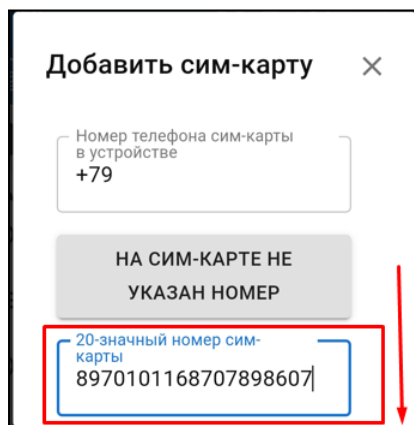 Добавить сим-карту
Номер телефона сим-карты
в устройстве
+79
НА СИМ-КАРТЕ НЕ
УКАЗАН НОМЕР
20-значный номер сим-
карты
8970101168707898607